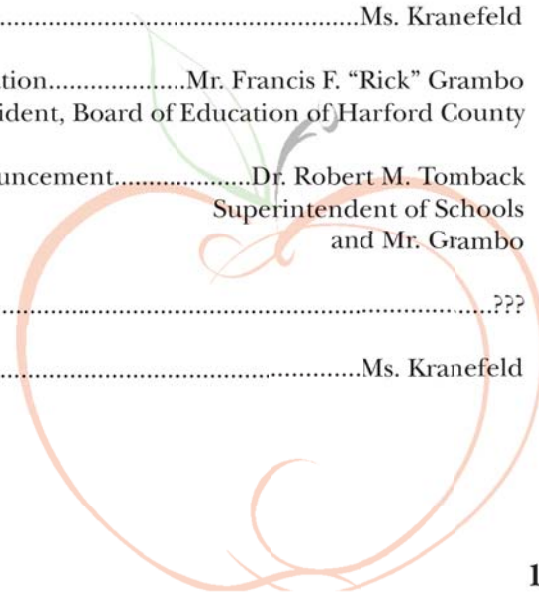 ........................................................Ms. Kranefeld
ation....................Mr. Francis F. “Rick” Grambo
ident, Board of Education of Harford County
uncement....................Dr. Robert M. Tomback
Superintendent of Schools
and Mr. Grambo
........................................................................???
........................................................Ms. Kranefeld
1